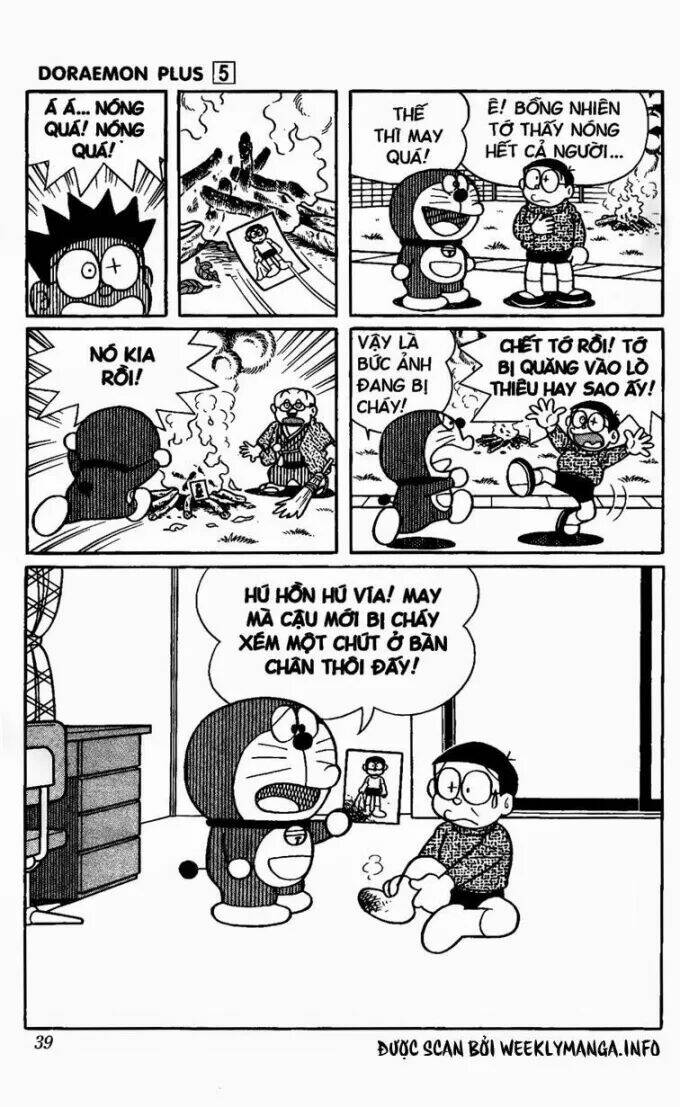 DORAEMON PLUS 5
Ê! BỖNG NHIÊN
TỚ THẤY NÓNG
HẾT CẢ NGƯỜI...
THẾ
THÌ MAY
QUÁ!
Á Á... NÓNG
QUÁ! NÓNG
QUÁ!
CHẾT TỚ RỒI! TỚ
BỊ QUĂNG VÀO LÒ
THIÊU HAY SAO ẤY!
VẬY LÀ
BỨC ẢNH
ĐANG BỊ
CHÁY!
NÓ KIA
RỒI!
HÚ HỒN HÚ VÍA! MAY
MÀ CẬU MỚI BỊ CHÁY
XÉM MỘT CHÚT Ở BÀN
CHÂN THÔI ĐẤY!
39
ĐƯỢC SCAN BỞI WEEKLYMANGA.INFO